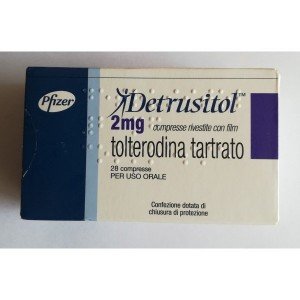 Pfizer
Detrusitol™
2mg compresse rivestite con film
tolterodina tartrato
28 compresse
PER USO ORALE
Confezione dotata di
chiusura di protezione